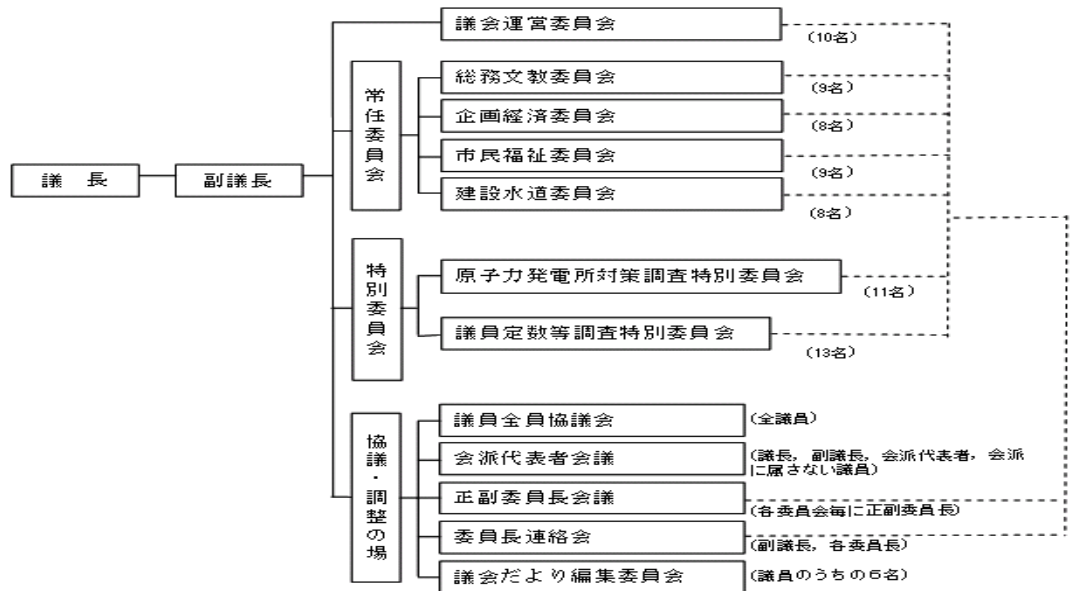 議会運営委員会
(10名)
常任委員会
総務文教委員会
(9名)
企画経済委員会
(8名)
市民福祉委員会
(9名)
建設水道委員会
(8名)
議 長
副議長
特別委員会
原子力発電所対策調査特別委員会
(11名)
議員定数等調査特別委員会
(13名)
協議・調整の場
議員全員協議会
(全議員)
会派代表者会議
(議長，副議長，会派代表者，会派
に属さない議員)
正副委員長会議
(各委員会毎に正副委員長)
委員長連絡会
(副議長，各委員長)
議会だより編集委員会
(議員のうちの6名)